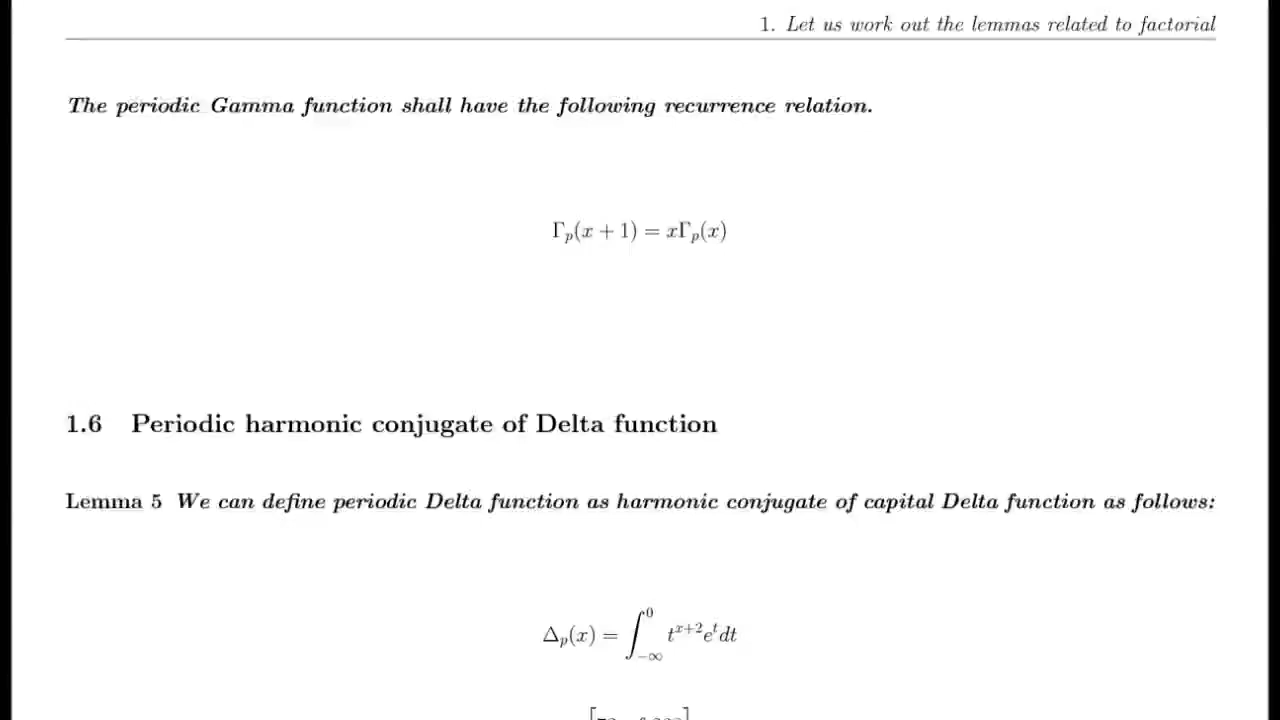 1. Let us work out the lemmas related to factorial
The periodic Gamma function shall have the following recurrence relation.
Γ_p(x + 1) = xΓ_p(x)
1.6 Periodic harmonic conjugate of Delta function
Lemma 5 We can define periodic Delta function as harmonic conjugate of capital Delta function as follows:
Δ_p(x) = ∫_{-∞}^{0} t^{x+2} e^t dt